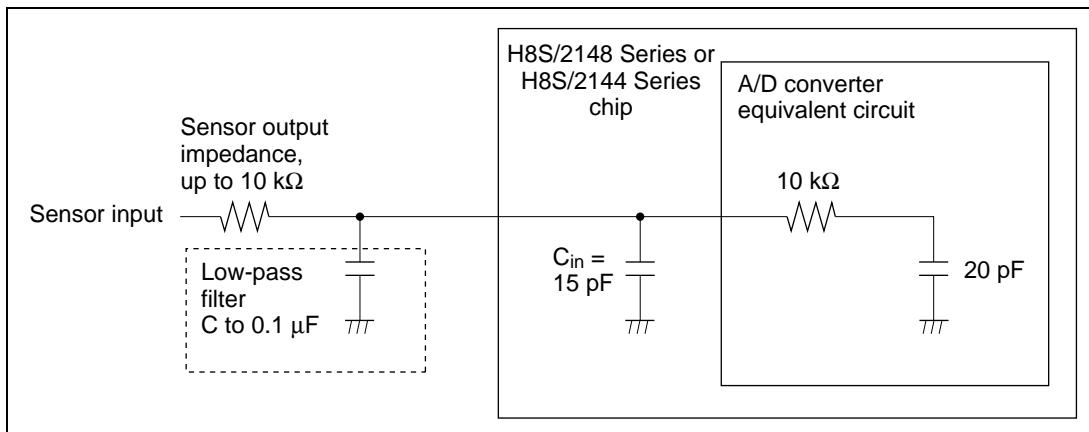 H8S/2148 Series or
H8S/2144 Series
chip
A/D converter
equivalent circuit
Sensor output
impedance,
up to 10 kΩ
10 kΩ
Sensor input
Low-pass
filter
C to 0.1 μF
Cin =
15 pF
20 pF